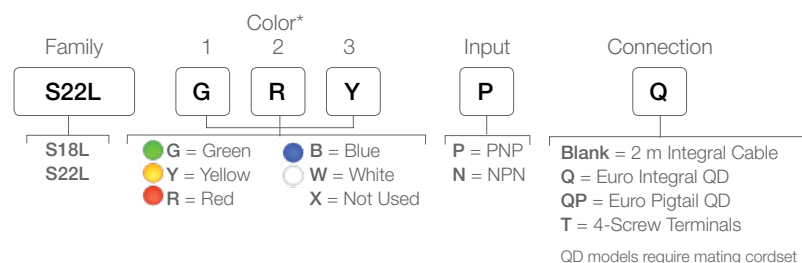 Color*
Family 1 2 3 Input Connection
S22L G R Y P Q
S18L
S22L
G = Green
Y = Yellow
R = Red
B = Blue
W = White
X = Not Used
P = PNP
N = NPN
Blank = 2 m Integral Cable
Q = Euro Integral QD
QP = Euro Pigtail QD
T = 4-Screw Terminals
QD models require mating cordset